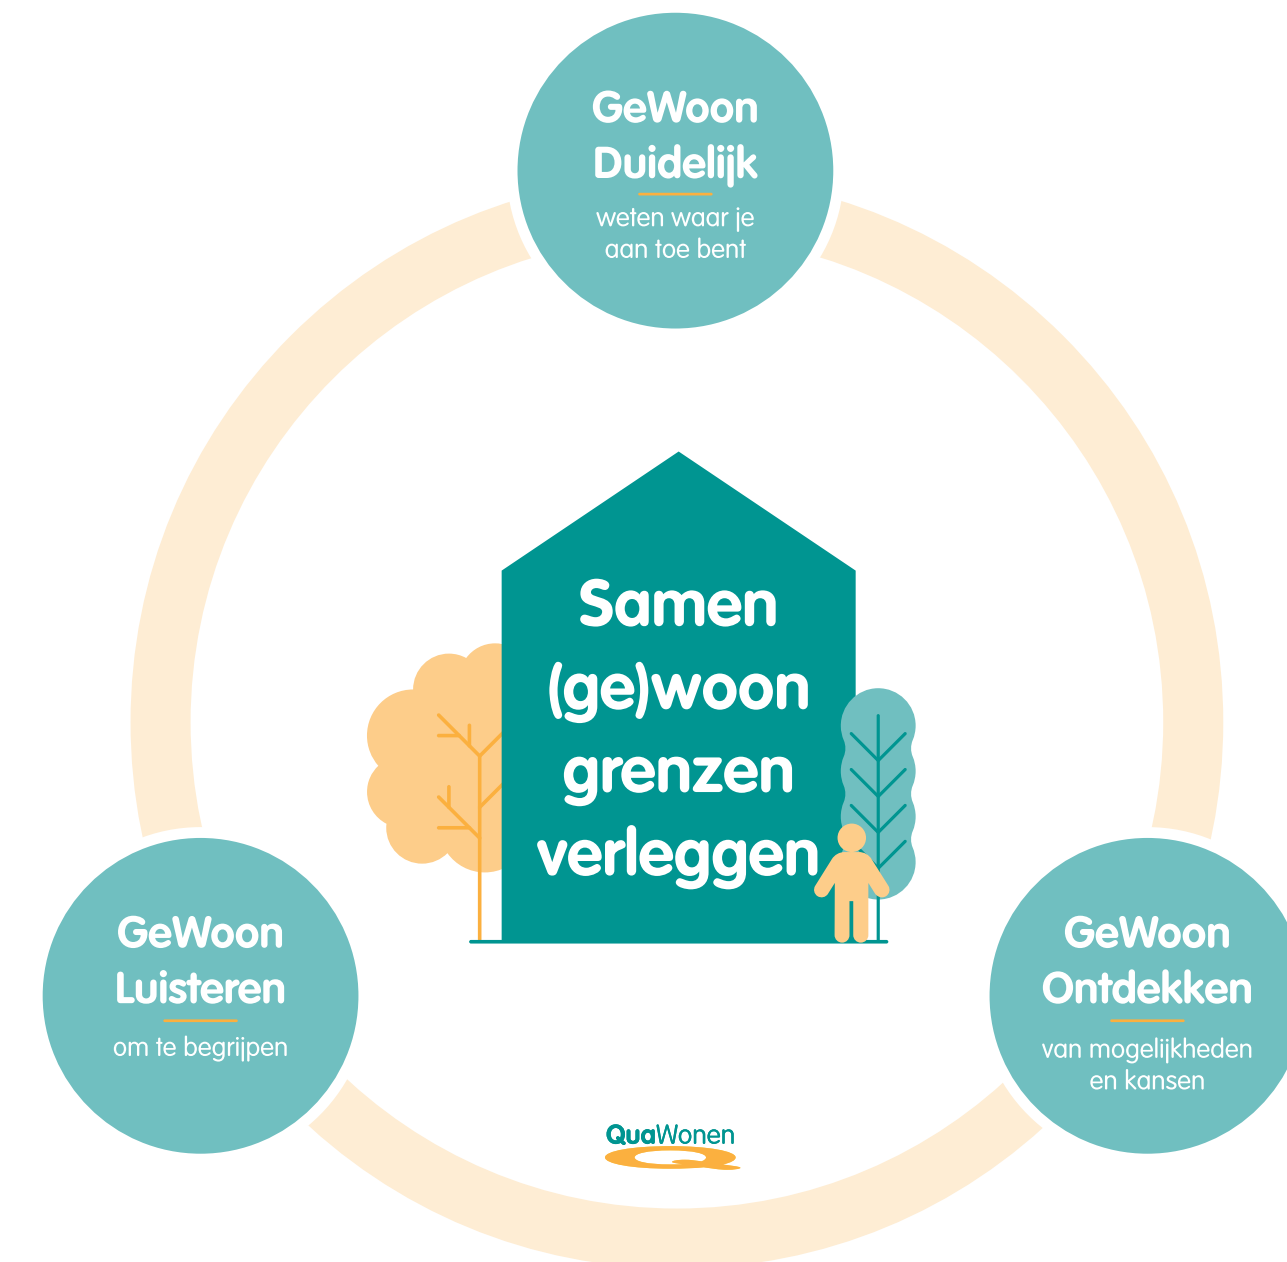 GeWoon
Duidelijk
weten waar je
aan toe bent
Samen
(ge)woon
grenzen
verleggen
GeWoon
Luisteren
om te begrijpen
GeWoon
Ontdekken
van mogelijkheden
en kansen
QuaWonen